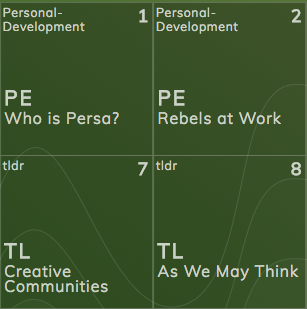 Personal-
Development
1
PE
Who is Persa?
Personal-
Development
2
PE
Rebels at Work
tldr
7
TL
Creative
Communities
tldr
8
TL
As We May Think